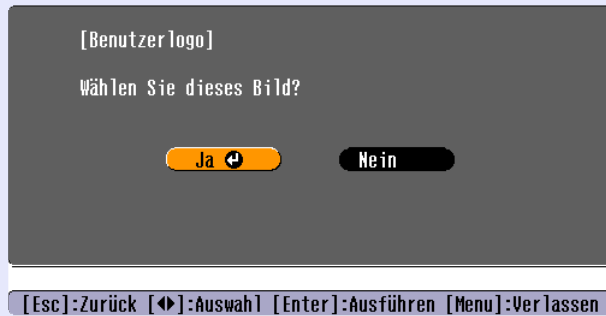 [Benutzerlogo]
Wählen Sie dieses Bild?
Ja Nein
[Esc]:Zurück [◆]:Auswahl [Enter]:Ausführen [Menu]:Verlassen